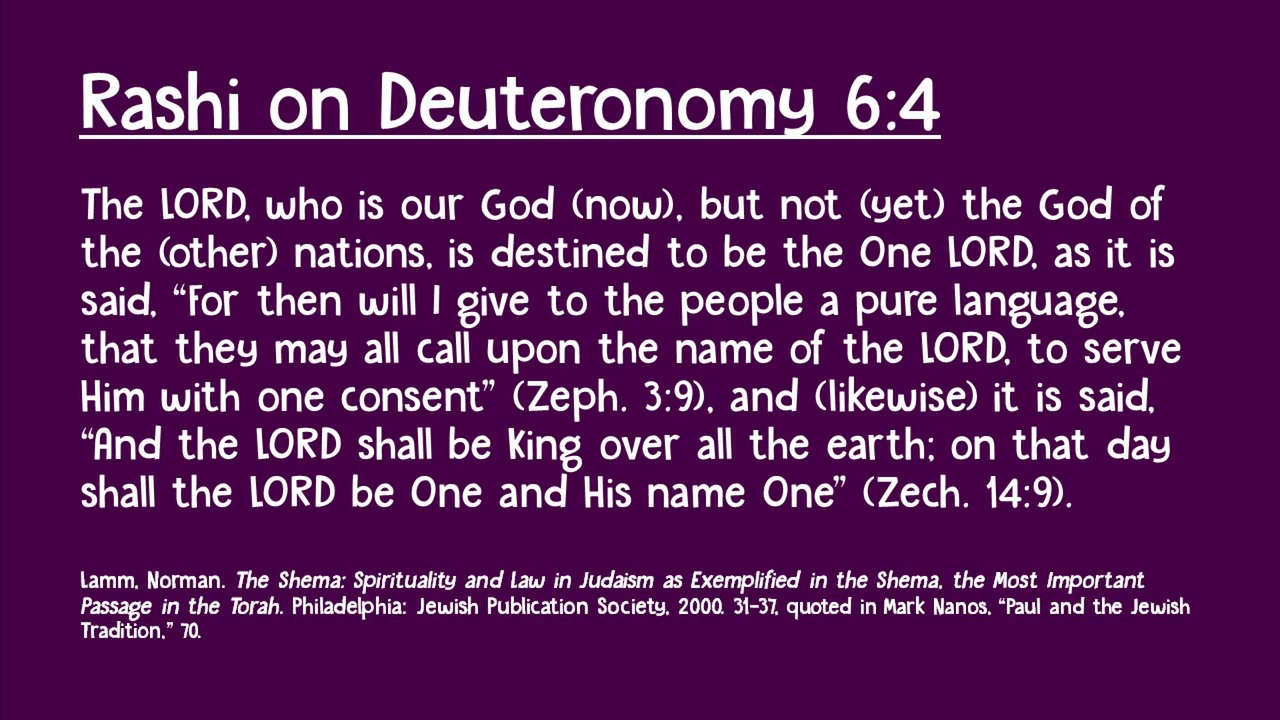 Rashi on Deuteronomy 6:4
The LORD, who is our God (now), but not (yet) the God of
the (other) nations, is destined to be the One LORD, as it is
said, “For then will I give to the people a pure language,
that they may all call upon the name of the LORD, to serve
Him with one consent” (Zeph. 3:9), and (likewise) it is said,
“And the LORD shall be King over all the earth; on that day
shall the LORD be One and His name One” (Zech. 14:9).
Lamm, Norman. The Shema: Spirituality and Law in Judaism as Exemplified in the Shema, the Most Important
Passage in the Torah. Philadelphia: Jewish Publication Society, 2000. 31-37, quoted in Mark Nanos, “Paul and the Jewish
Tradition,” 70.